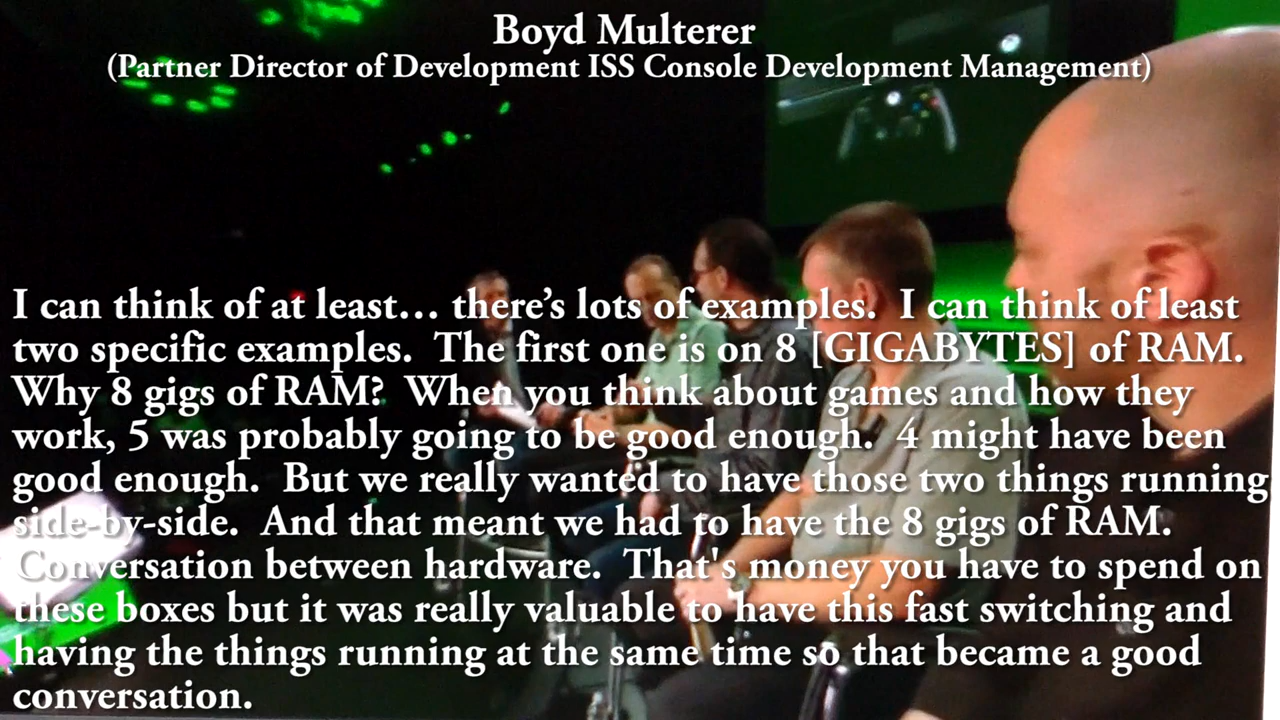 Boyd Multerer
(Partner Director of Development ISS Console Development Management)
I can think of at least… there’s lots of examples.  I can think of least
two specific examples.  The first one is on 8 [GIGABYTES] of RAM.
Why 8 gigs of RAM?  When you think about games and how they
work, 5 was probably going to be good enough.  4 might have been
good enough.  But we really wanted to have those two things running
side-by-side.  And that meant we had to have the 8 gigs of RAM.
Conversation between hardware.  That's money you have to spend on
these boxes but it was really valuable to have this fast switching and
having the things running at the same time so that became a good
conversation.